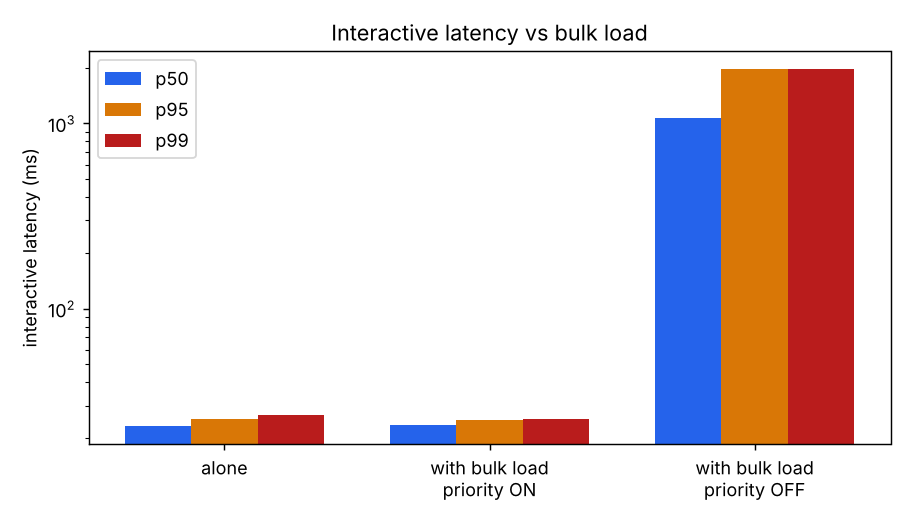 Interactive latency vs bulk load
p50
p95
p99
interactive latency (ms)
10³
10²
alone
with bulk load
priority ON
with bulk load
priority OFF